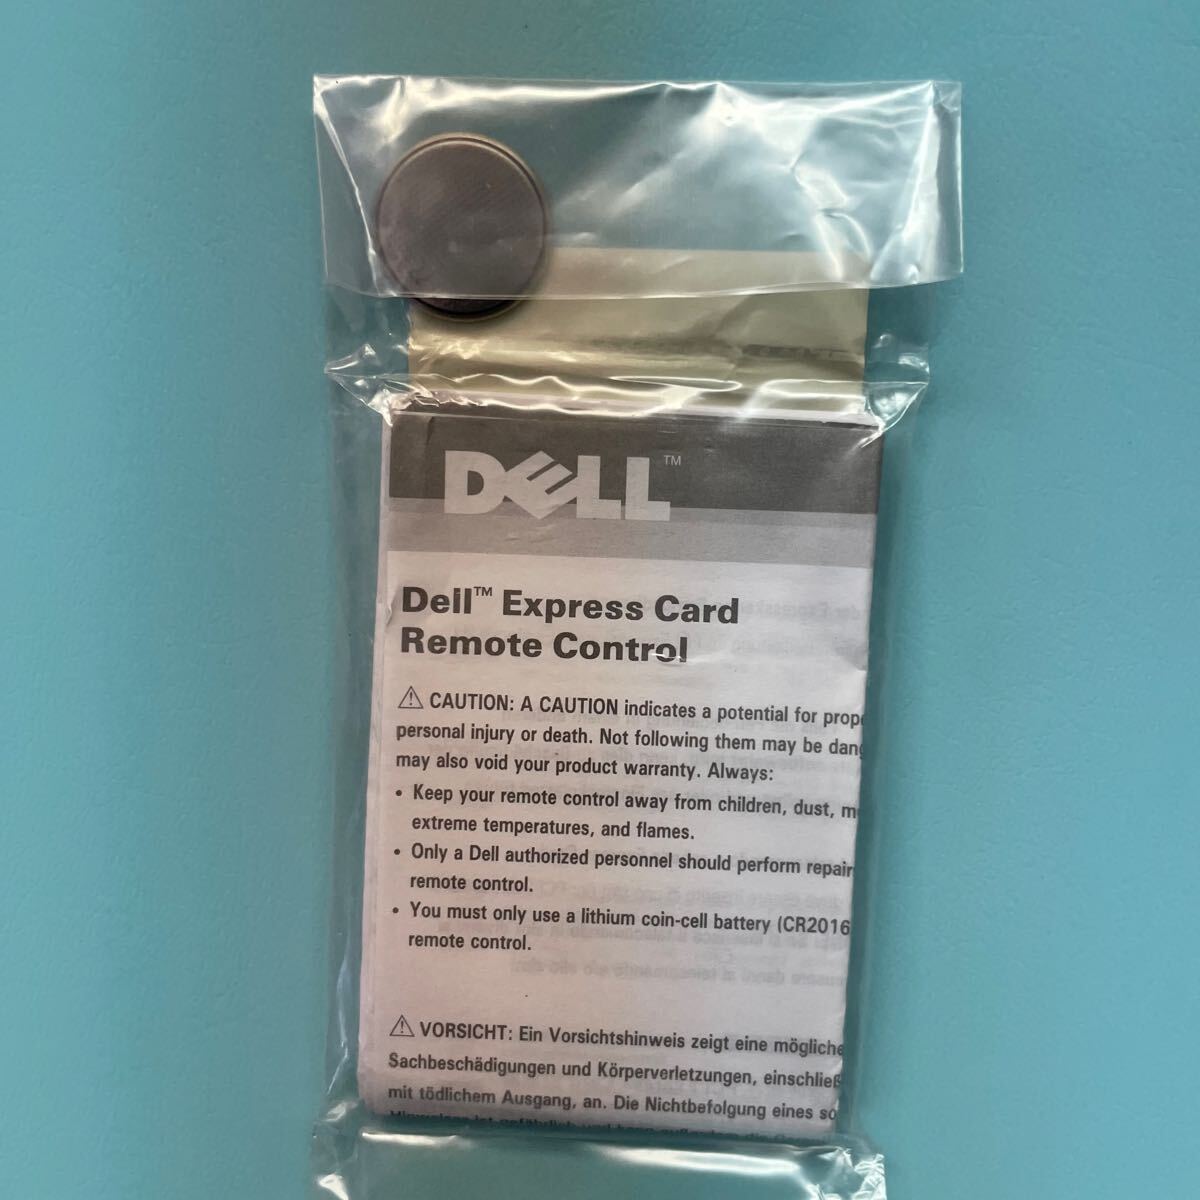 DELL™
Dell™ Express Card
Remote Control
⚠ CAUTION: A CAUTION indicates a potential for prope
personal injury or death. Not following them may be dang
may also void your product warranty. Always:
• Keep your remote control away from children, dust, m
extreme temperatures, and flames.
• Only a Dell authorized personnel should perform repair
remote control.
• You must only use a lithium coin-cell battery (CR2016
remote control.
⚠ VORSICHT: Ein Vorsichtshinweis zeigt eine mögliche
Sachbeschädigungen und Körperverletzungen, einschließ
mit tödlichem Ausgang, an. Die Nichtbefolgung eines so